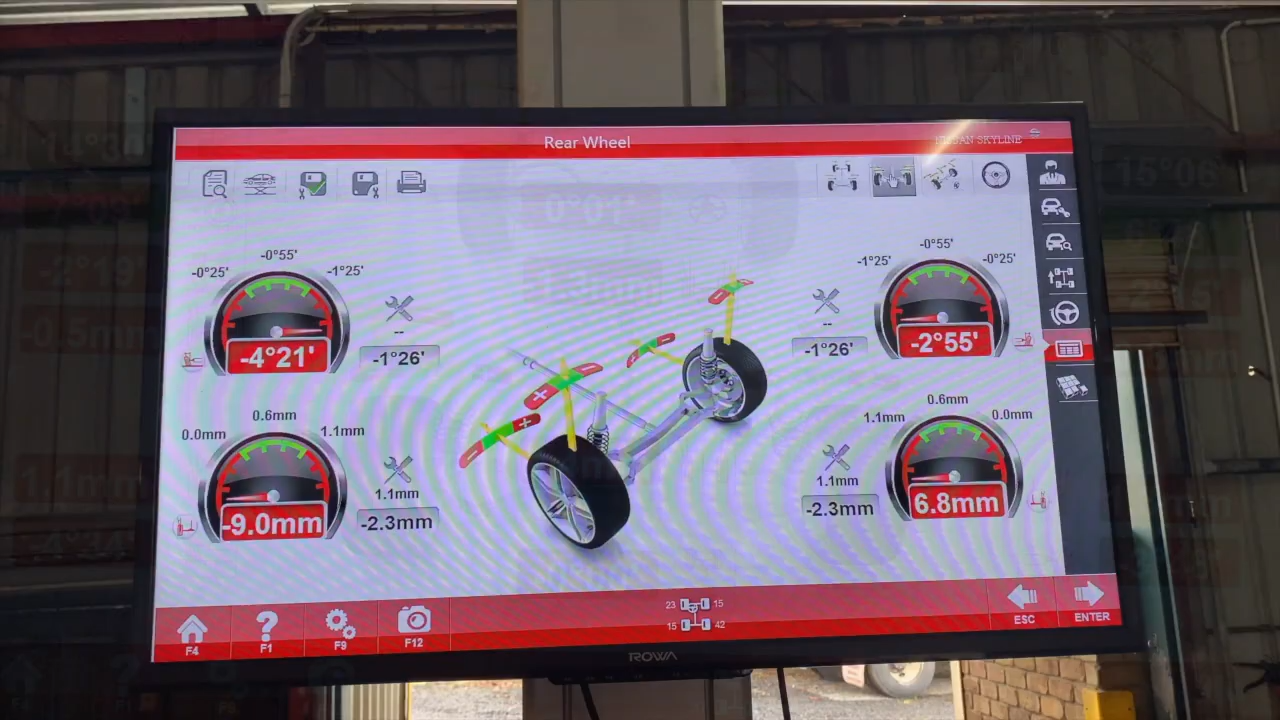 Rear Wheel
NISSAN SKYLINE
-0°25'
-0°55'
-1°25'
-4°21'
--
-1°26'
-1°25'
-0°55'
-0°25'
--
-1°26'
-2°55'
0.0mm
0.6mm
1.1mm
-9.0mm
1.1mm
-2.3mm
1.1mm
0.6mm
0.0mm
1.1mm
-2.3mm
6.8mm
0°01'
23
15
15
42
F4
F1
F9
F12
ESC
ENTER
ROWA